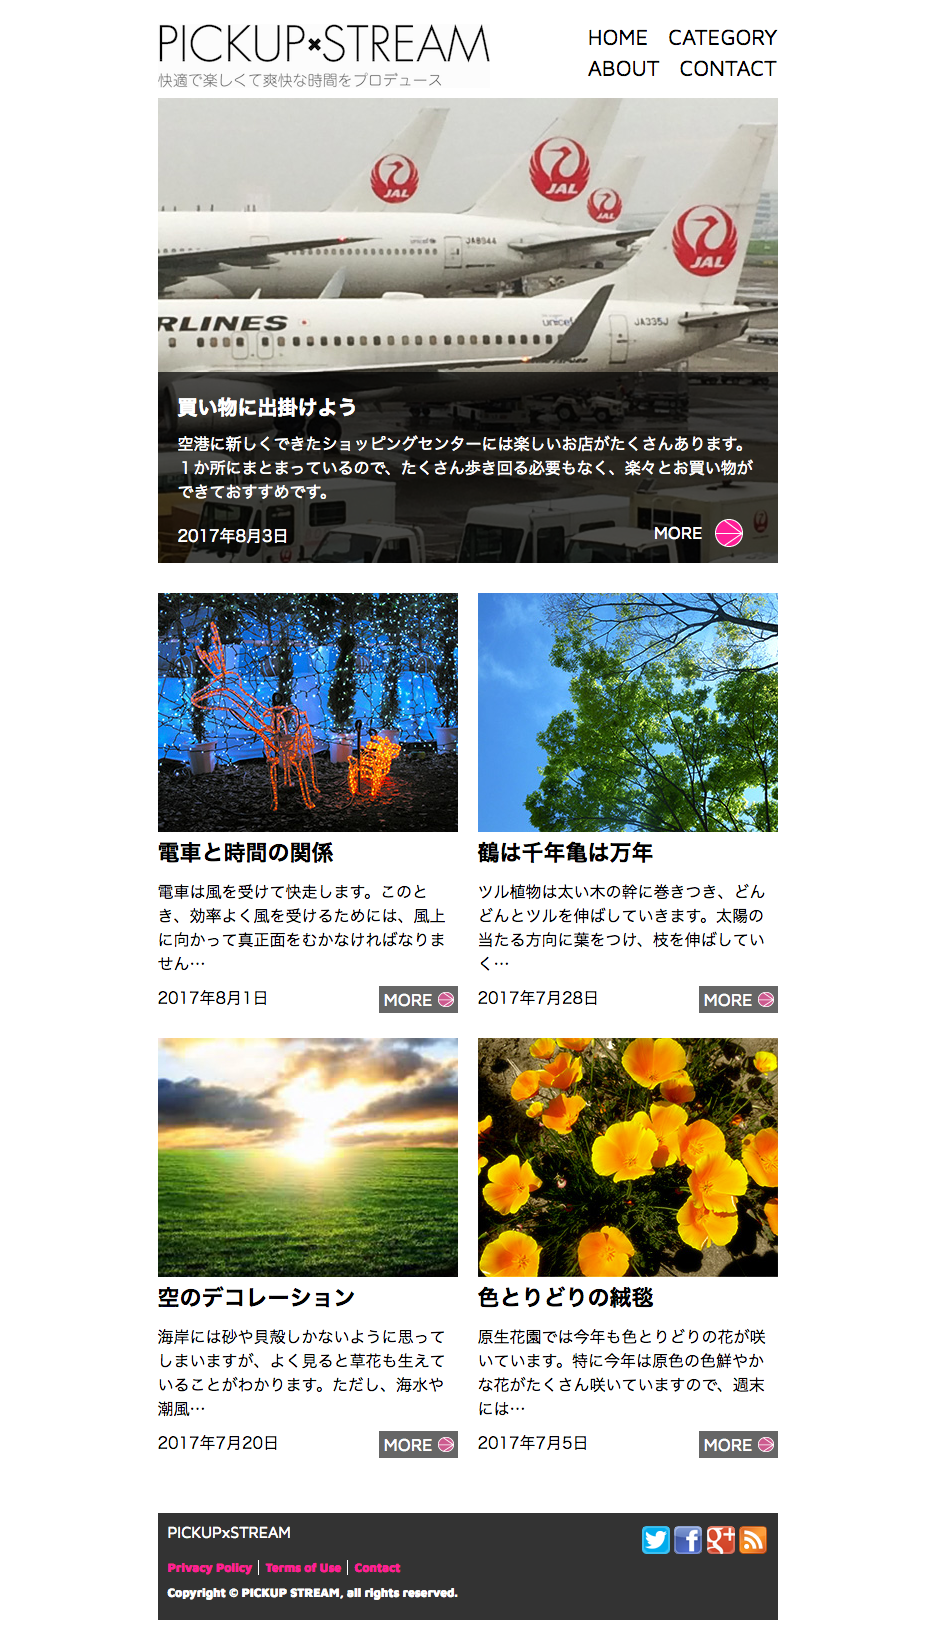 PICKUP×STREAM
快適で楽しくて爽快な時間をプロデュース
HOME CATEGORY
ABOUT CONTACT
JAL
JAL
JAL
JAL
unicef
JA8944
RLINES
unicef
JA335J
買い物に出掛けよう
空港に新しくできたショッピングセンターには楽しいお店がたくさんあります。
１か所にまとまっているので、たくさん歩き回る必要もなく、楽々とお買い物が
できておすすめです。
2017年8月3日
MORE
電車と時間の関係
電車は風を受けて快走します。このと
き、効率よく風を受けるためには、風上
に向かって真正面をむかなければなりま
せん…
2017年8月1日
MORE
鶴は千年亀は万年
ツル植物は太い木の幹に巻きつき、どん
どんとツルを伸ばしていきます。太陽の
当たる方向に葉をつけ、枝を伸ばしてい
く…
2017年7月28日
MORE
空のデコレーション
海岸には砂や貝殻しかないように思って
しまいますが、よく見ると草花も生えて
いることがわかります。ただし、海水や
潮風…
2017年7月20日
MORE
色とりどりの絨毯
原生花園では今年も色とりどりの花が咲
いています。特に今年は原色の色鮮やか
な花がたくさん咲いていますので、週末
には…
2017年7月5日
MORE
PICKUPxSTREAM
Privacy Policy | Terms of Use | Contact
Copyright © PICKUP STREAM, all rights reserved.